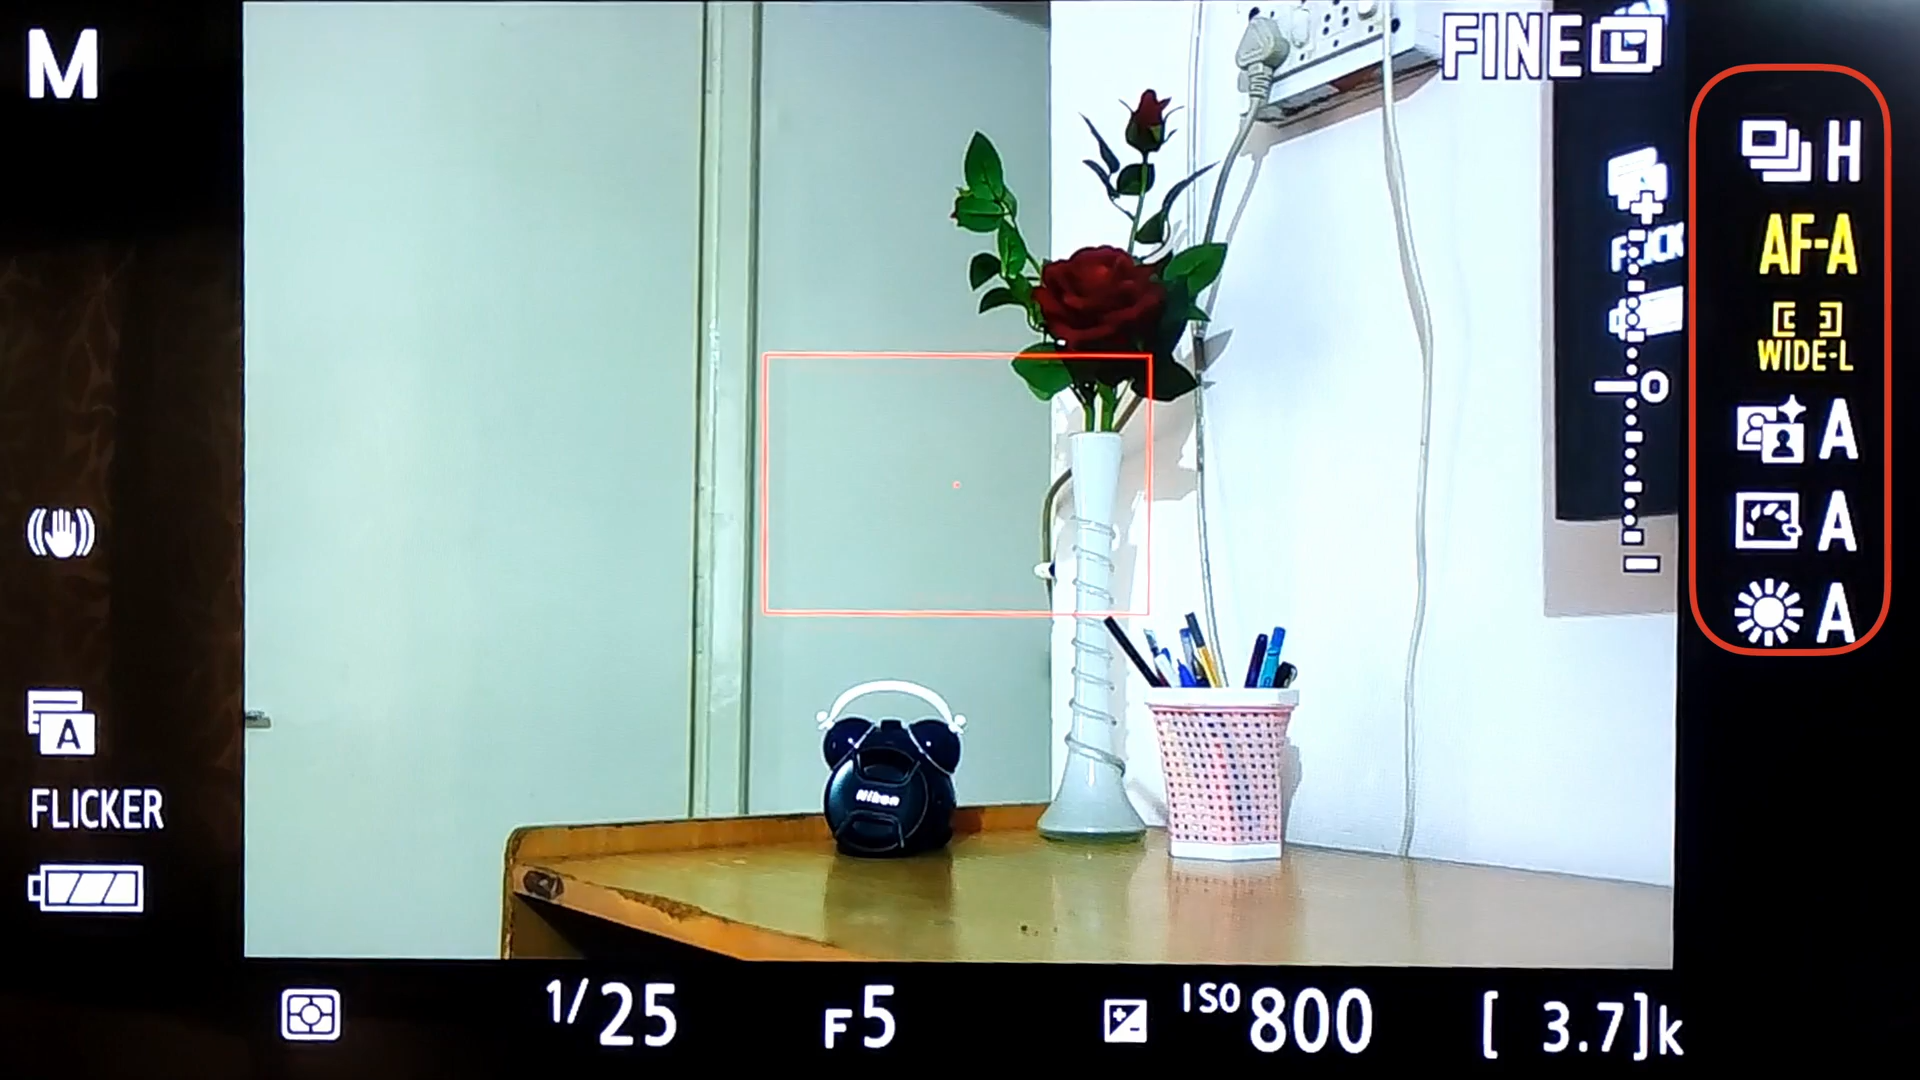 M
FINE L
H
AF-A
WIDE-L
A
A
A
A
FLICKER
Nikon
1/25
F5
ISO 800
[ 3.7]k